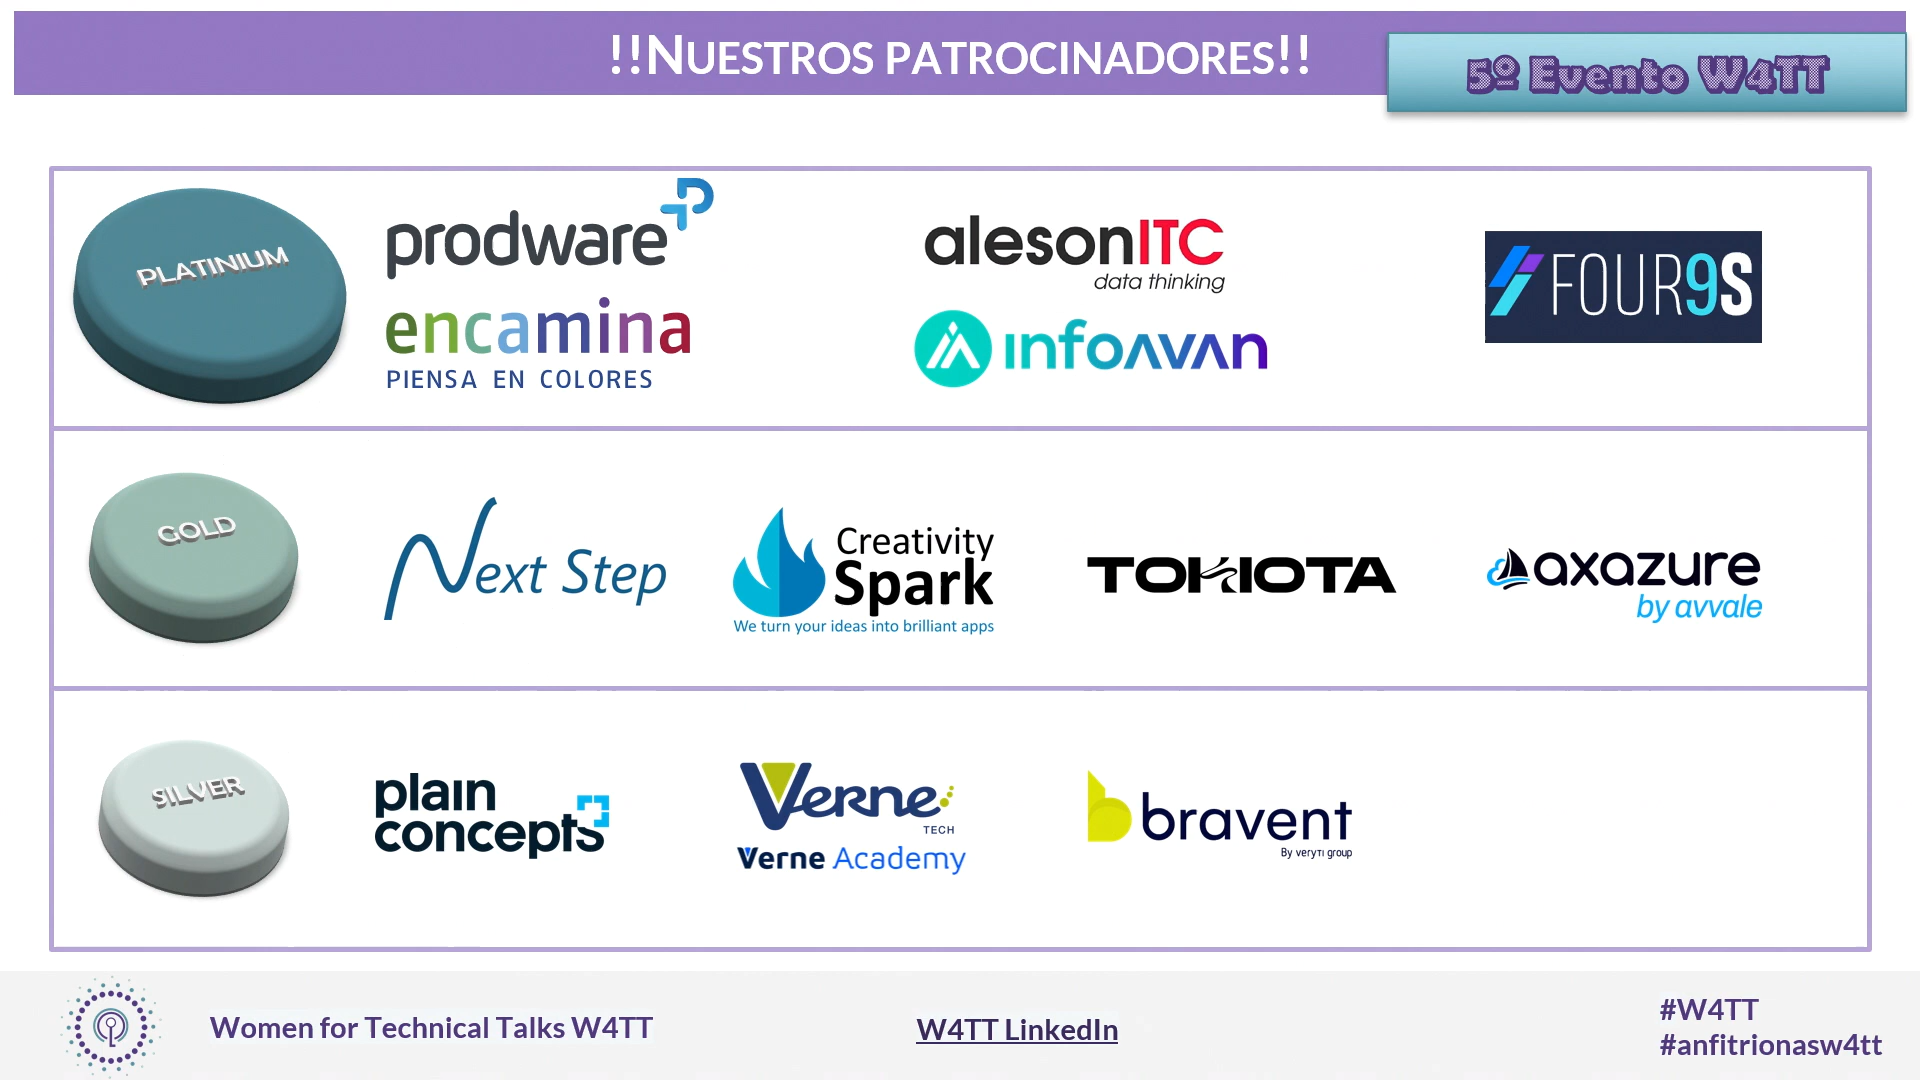 !!NUESTROS PATROCINADORES!!
5º Evento W4TT
PLATINIUM
prodware
encamina
PIENSA EN COLORES
alesonITC
data thinking
infoavan
FOUR9S
GOLD
Next Step
Creativity
Spark
We turn your ideas into brilliant apps
TOKIOTA
axazure
by avvale
SILVER
plain
concepts
Verne
TECH
Verne Academy
bravent
By veryti group
Women for Technical Talks W4TT
W4TT LinkedIn
#W4TT
#anfitrionasw4tt